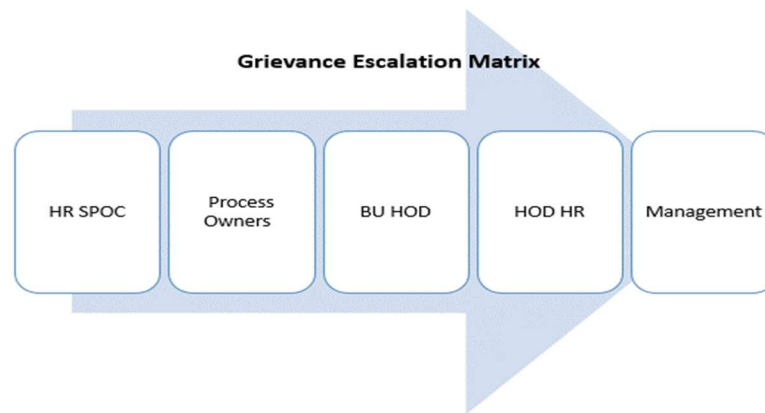 Grievance Escalation Matrix
HR SPOC
Process
Owners
BU HOD
HOD HR
Management